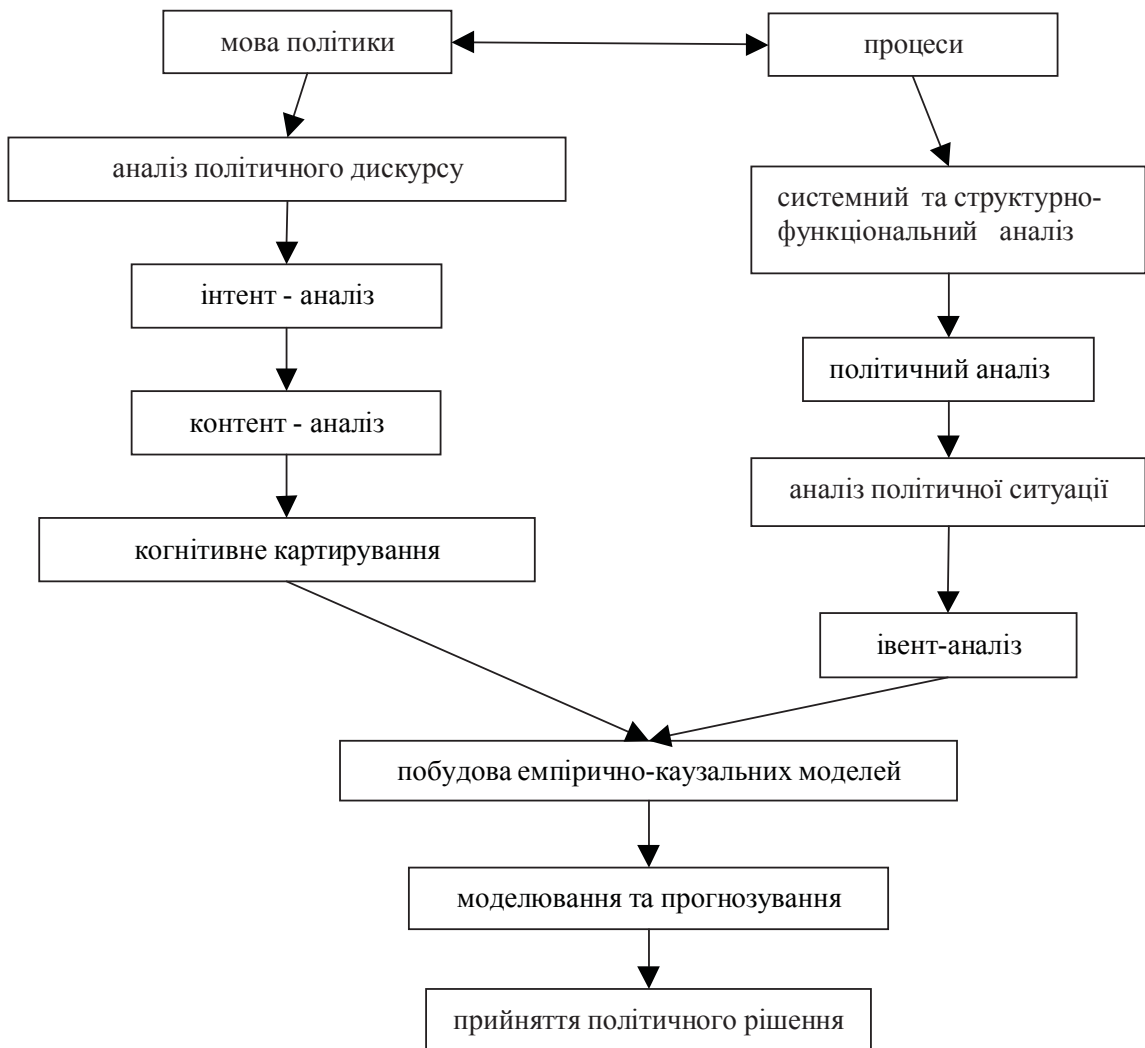 мова політики
процеси
аналіз політичного дискурсу
системний та структурно-
функціональний аналіз
інтент - аналіз
політичний аналіз
контент - аналіз
аналіз політичної ситуації
когнітивне картирування
івент-аналіз
побудова емпірично-каузальних моделей
моделювання та прогнозування
прийняття політичного рішення